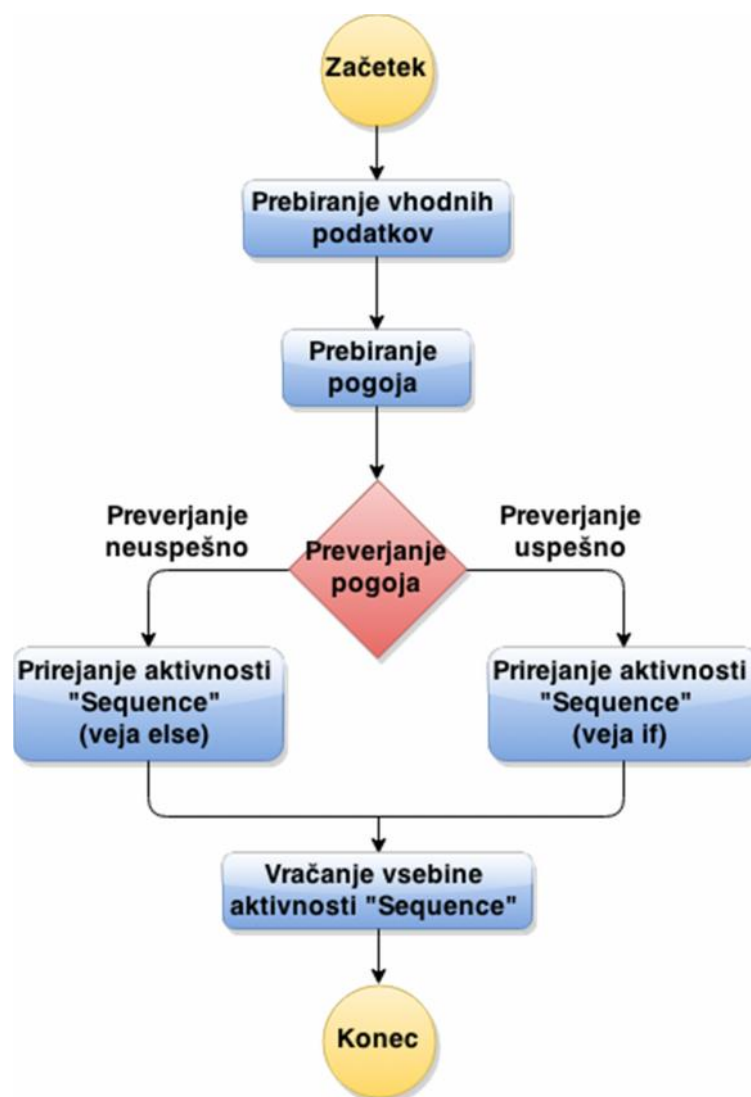 Začetek
Prebiranje vhodnih
podatkov
Prebiranje
pogoja
Preverjanje
neuspešno
Preverjanje
uspešno
Preverjanje
pogoja
Prirejanje aktivnosti
"Sequence"
(veja else)
Prirejanje aktivnosti
"Sequence"
(veja if)
Vračanje vsebine
aktivnosti "Sequence"
Konec